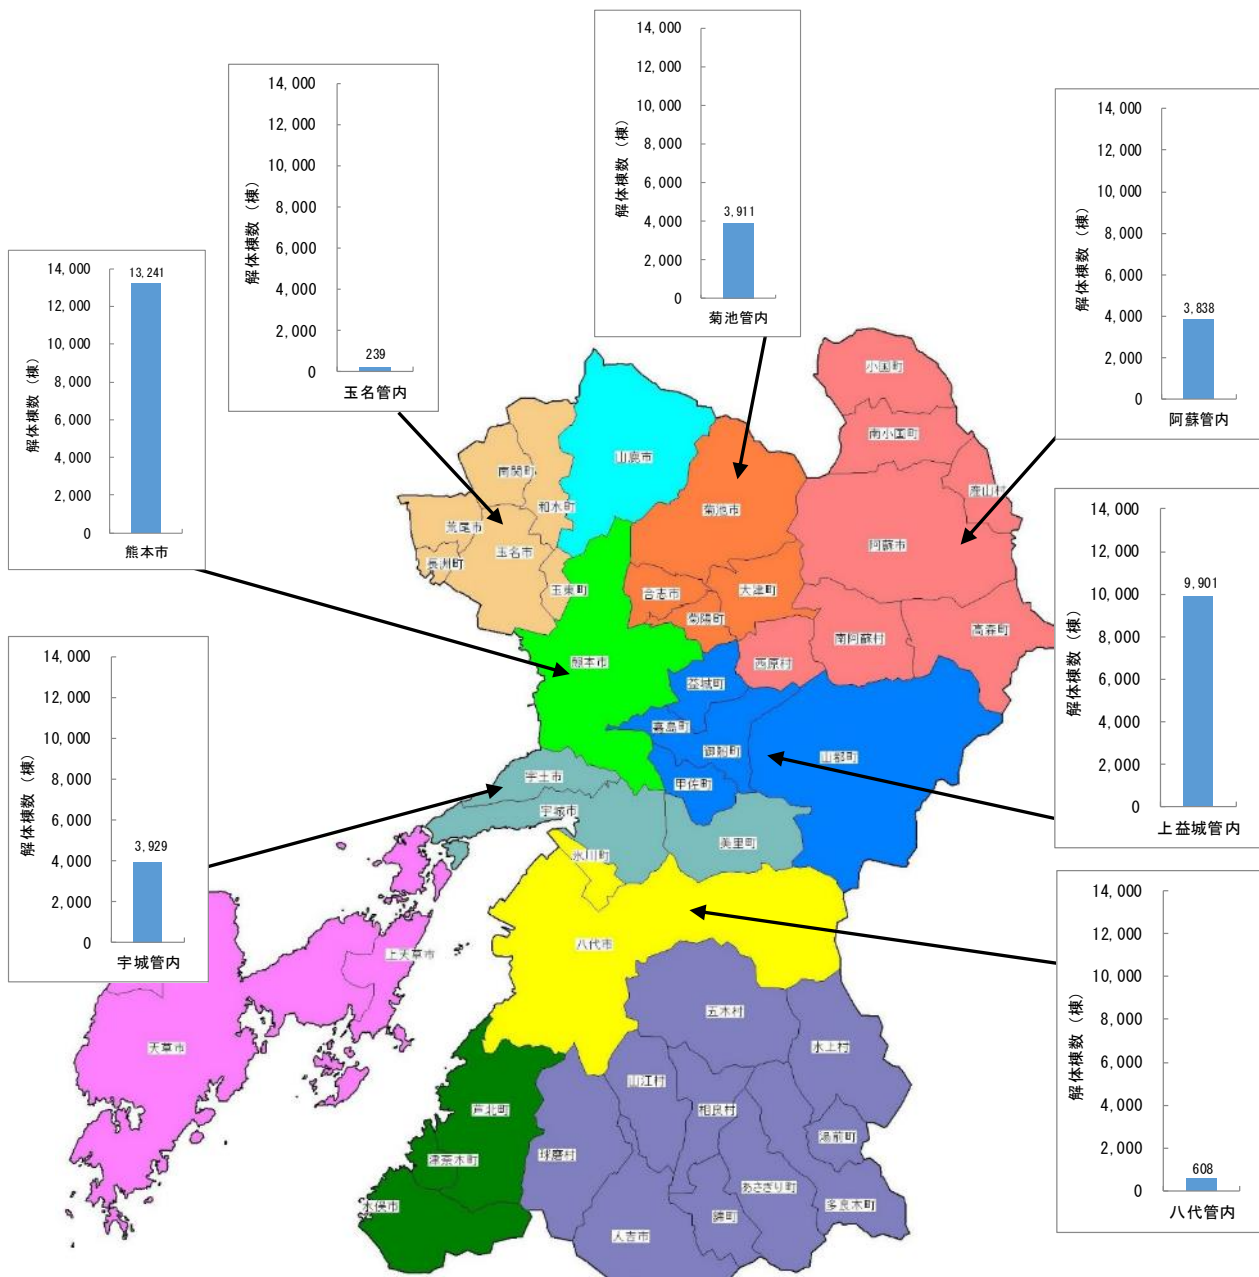 14,000
12,000
10,000
8,000
6,000
4,000
2,000
0
解体棟数（棟）
3,911
菊池管内
14,000
12,000
10,000
8,000
6,000
4,000
2,000
0
解体棟数（棟）
239
玉名管内
14,000
12,000
10,000
8,000
6,000
4,000
2,000
0
解体棟数（棟）
3,838
阿蘇管内
14,000
12,000
10,000
8,000
6,000
4,000
2,000
0
解体棟数（棟）
13,241
熊本市
14,000
12,000
10,000
8,000
6,000
4,000
2,000
0
解体棟数（棟）
9,901
上益城管内
14,000
12,000
10,000
8,000
6,000
4,000
2,000
0
解体棟数（棟）
3,929
宇城管内
14,000
12,000
10,000
8,000
6,000
4,000
2,000
0
解体棟数（棟）
608
八代管内
小国町
南小国町
産山村
阿蘇市
高森町
南阿蘇村
西原村
山鹿市
菊池市
合志市
大津町
菊陽町
南関町
和水町
荒尾市
玉名市
長洲町
玉東町
熊本市
益城町
嘉島町
御船町
甲佐町
山都町
宇土市
宇城市
美里町
氷川町
八代市
上天草市
天草市
五木村
水上村
山江村
相良村
湯前町
あさぎり町
多良木町
錦町
人吉市
球磨村
芦北町
津奈木町
水俣市